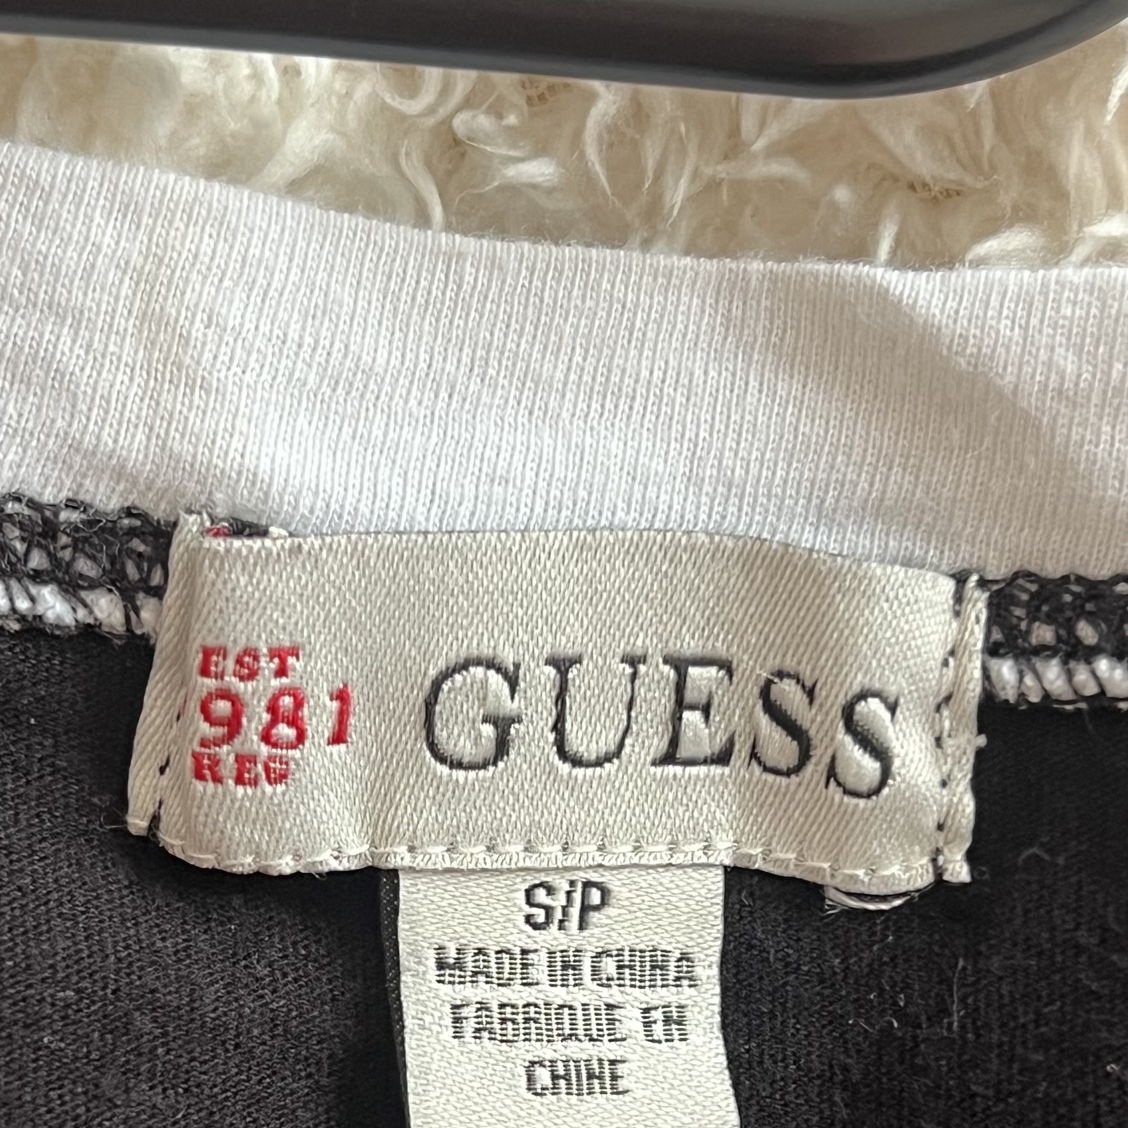 EST
981
REG
GUESS
S/P
MADE IN CHINA
FABRIQUE EN
CHINE